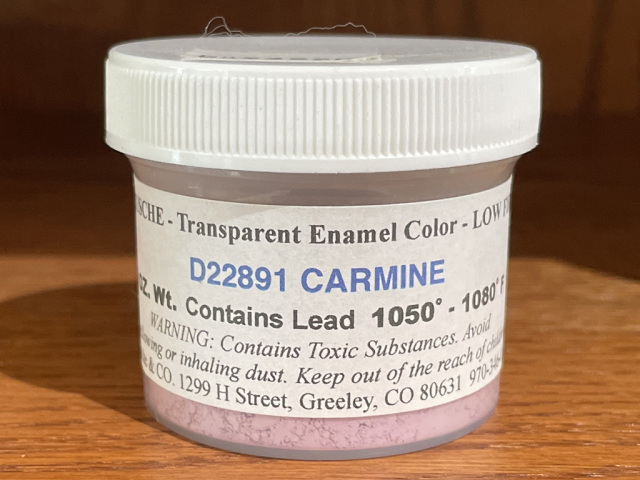 - Transparent Enamel Color - LOW
D22891 CARMINE
Wt. Contains Lead 1050° - 1080° F
WARNING: Contains Toxic Substances. Avoid
or inhaling dust. Keep out of the reach of
& CO. 1299 H Street, Greeley, CO 80631 970-